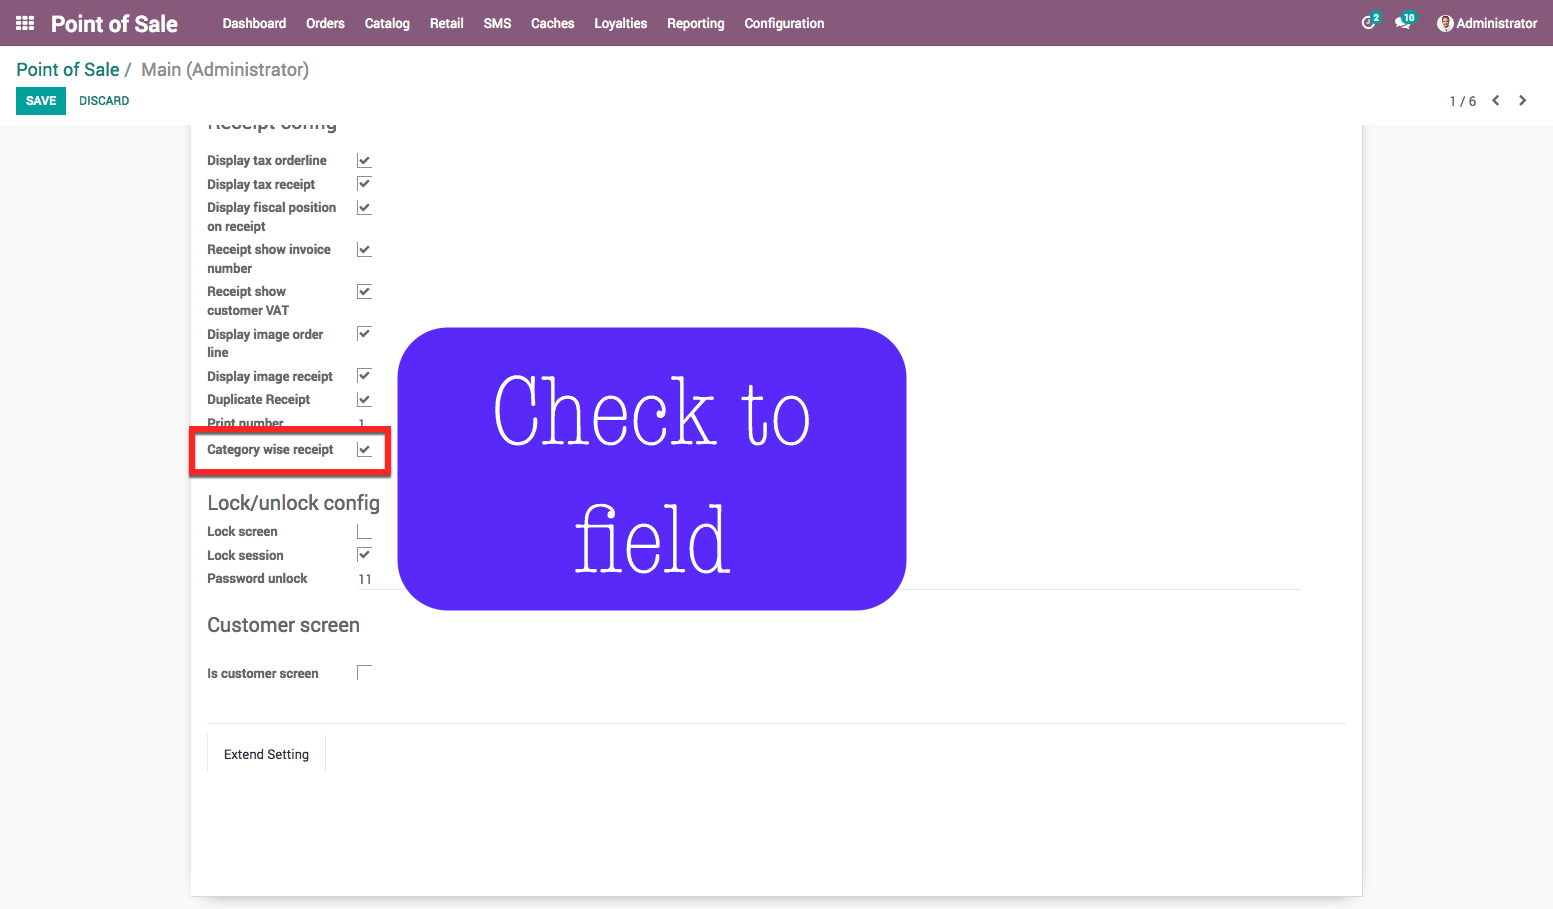 Point of Sale
Dashboard Orders Catalog Retail SMS Caches Loyalties Reporting Configuration
2 10 Administrator
Point of Sale / Main (Administrator)
SAVE DISCARD
1 / 6
Receipt config
Display tax orderline
Display tax receipt
Display fiscal position
on receipt
Receipt show invoice
number
Receipt show
customer VAT
Display image order
line
Display image receipt
Duplicate Receipt
Print number 1
Category wise receipt
Check to
field
Lock/unlock config
Lock screen
Lock session
Password unlock 11
Customer screen
Is customer screen
Extend Setting